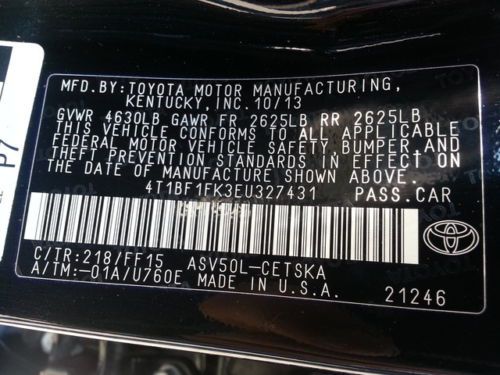 MFD.BY:TOYOTA MOTOR MANUFACTURING,
KENTUCKY,INC. 10/13
GVWR 4630LB GAWR FR 2625LB RR 2625LB
THIS VEHICLE CONFORMS TO ALL APPLICABLE
FEDERAL MOTOR VEHICLE SAFETY,BUMPER,AND
THEFT PREVENTION STANDARDS IN EFFECT ON
THE DATE OF MANUFACTURE SHOWN ABOVE.
4T1BF1FK3EU327431 PASS.CAR
C/TR:218/FF15 ASV50L-CETSKA
A/TM:-01A/U760E MADE IN U.S.A.
21246
TOYOTA
P7